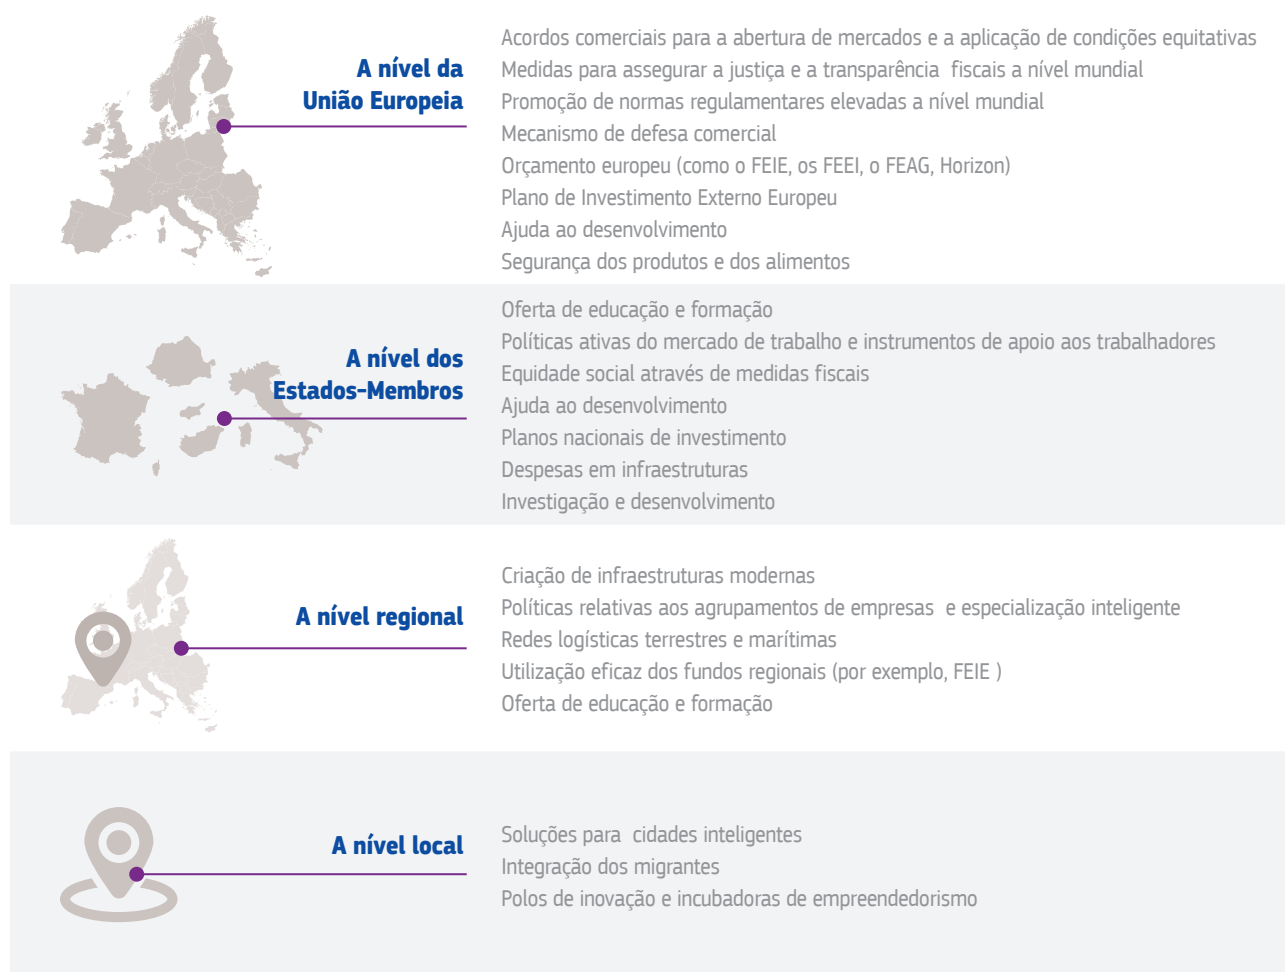 A nível da
União Europeia
Acordos comerciais para a abertura de mercados e a aplicação de condições equitativas
Medidas para assegurar a justiça e a transparência fiscais a nível mundial
Promoção de normas regulamentares elevadas a nível mundial
Mecanismo de defesa comercial
Orçamento europeu (como o FEIE, os FEEI, o FEAG, Horizon)
Plano de Investimento Externo Europeu
Ajuda ao desenvolvimento
Segurança dos produtos e dos alimentos
A nível dos
Estados-Membros
Oferta de educação e formação
Políticas ativas do mercado de trabalho e instrumentos de apoio aos trabalhadores
Equidade social através de medidas fiscais
Ajuda ao desenvolvimento
Planos nacionais de investimento
Despesas em infraestruturas
Investigação e desenvolvimento
A nível regional
Criação de infraestruturas modernas
Políticas relativas aos agrupamentos de empresas e especialização inteligente
Redes logísticas terrestres e marítimas
Utilização eficaz dos fundos regionais (por exemplo, FEIE )
Oferta de educação e formação
A nível local
Soluções para cidades inteligentes
Integração dos migrantes
Polos de inovação e incubadoras de empreendedorismo